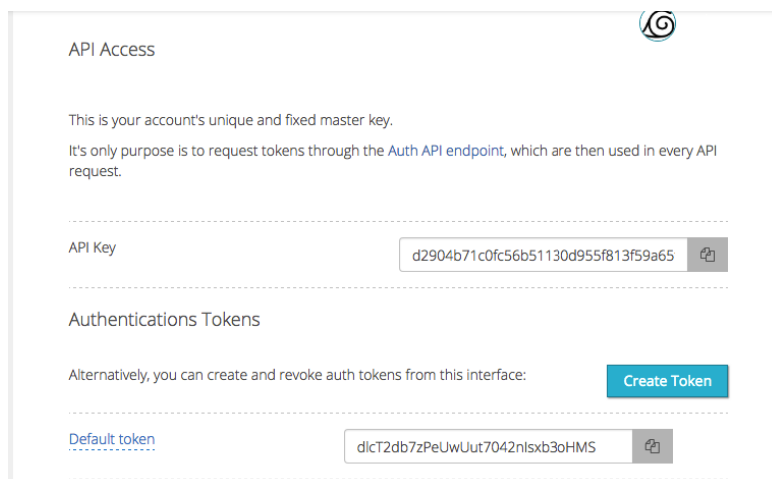 API Access
This is your account's unique and fixed master key.
It's only purpose is to request tokens through the Auth API endpoint, which are then used in every API
request.
API Key
d2904b71c0fc56b51130d955f813f59a65
Authentications Tokens
Alternatively, you can create and revoke auth tokens from this interface:
Create Token
Default token